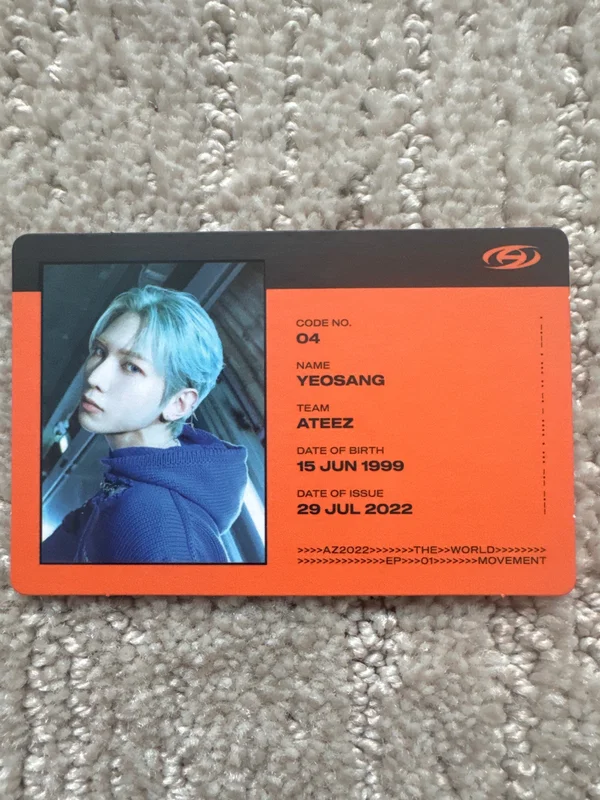 CODE NO.
04
NAME
YEOSANG
TEAM
ATEEZ
DATE OF BIRTH
15 JUN 1999
DATE OF ISSUE
29 JUL 2022
>>>>AZ2022>>>>>>>THE>>WORLD>>>>>>>>
>>>>>>>>>>>>>>EP>>>01>>>>>>>MOVEMENT